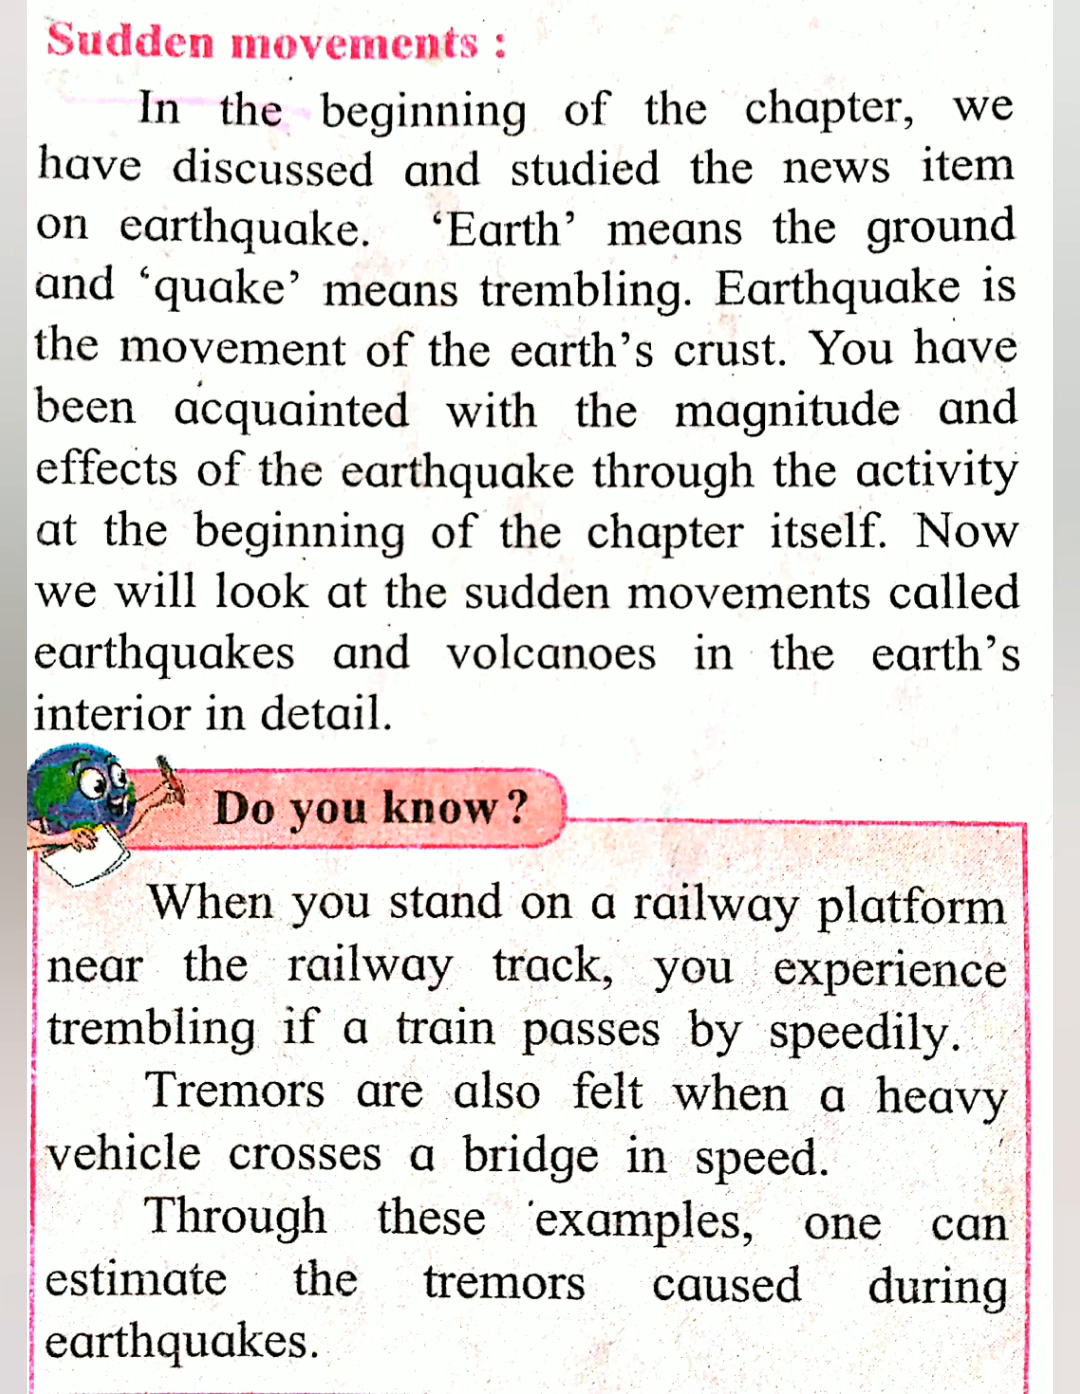 Sudden movements :
In the beginning of the chapter, we
have discussed and studied the news item
on earthquake. ‘Earth’ means the ground
and ‘quake’ means trembling. Earthquake is
the movement of the earth’s crust. You have
been acquainted with the magnitude and
effects of the earthquake through the activity
at the beginning of the chapter itself. Now
we will look at the sudden movements called
earthquakes and volcanoes in the earth’s
interior in detail.
Do you know?
When you stand on a railway platform
near the railway track, you experience
trembling if a train passes by speedily.
Tremors are also felt when a heavy
vehicle crosses a bridge in speed.
Through these examples, one can
estimate the tremors caused during
earthquakes.